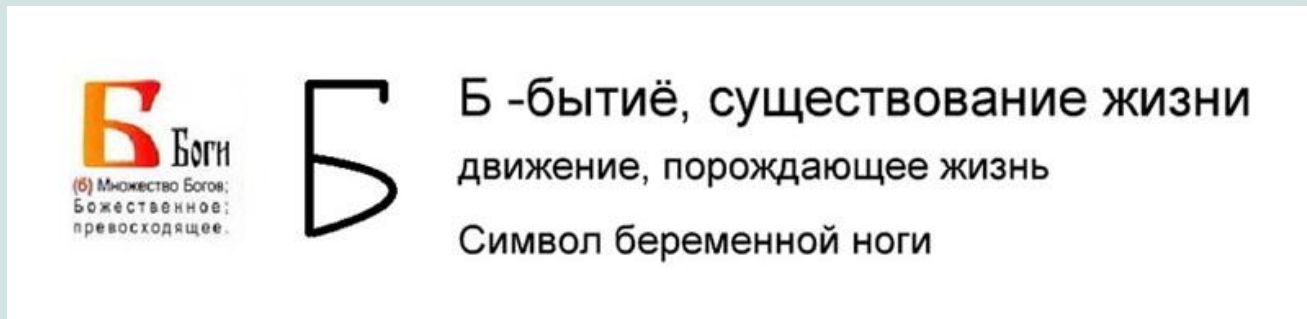 Б Боги
(б) Множество Богов;
Божественное;
превосходящее.
Б
Б -бытиё, существование жизни
движение, порождающее жизнь
Символ беременной ноги